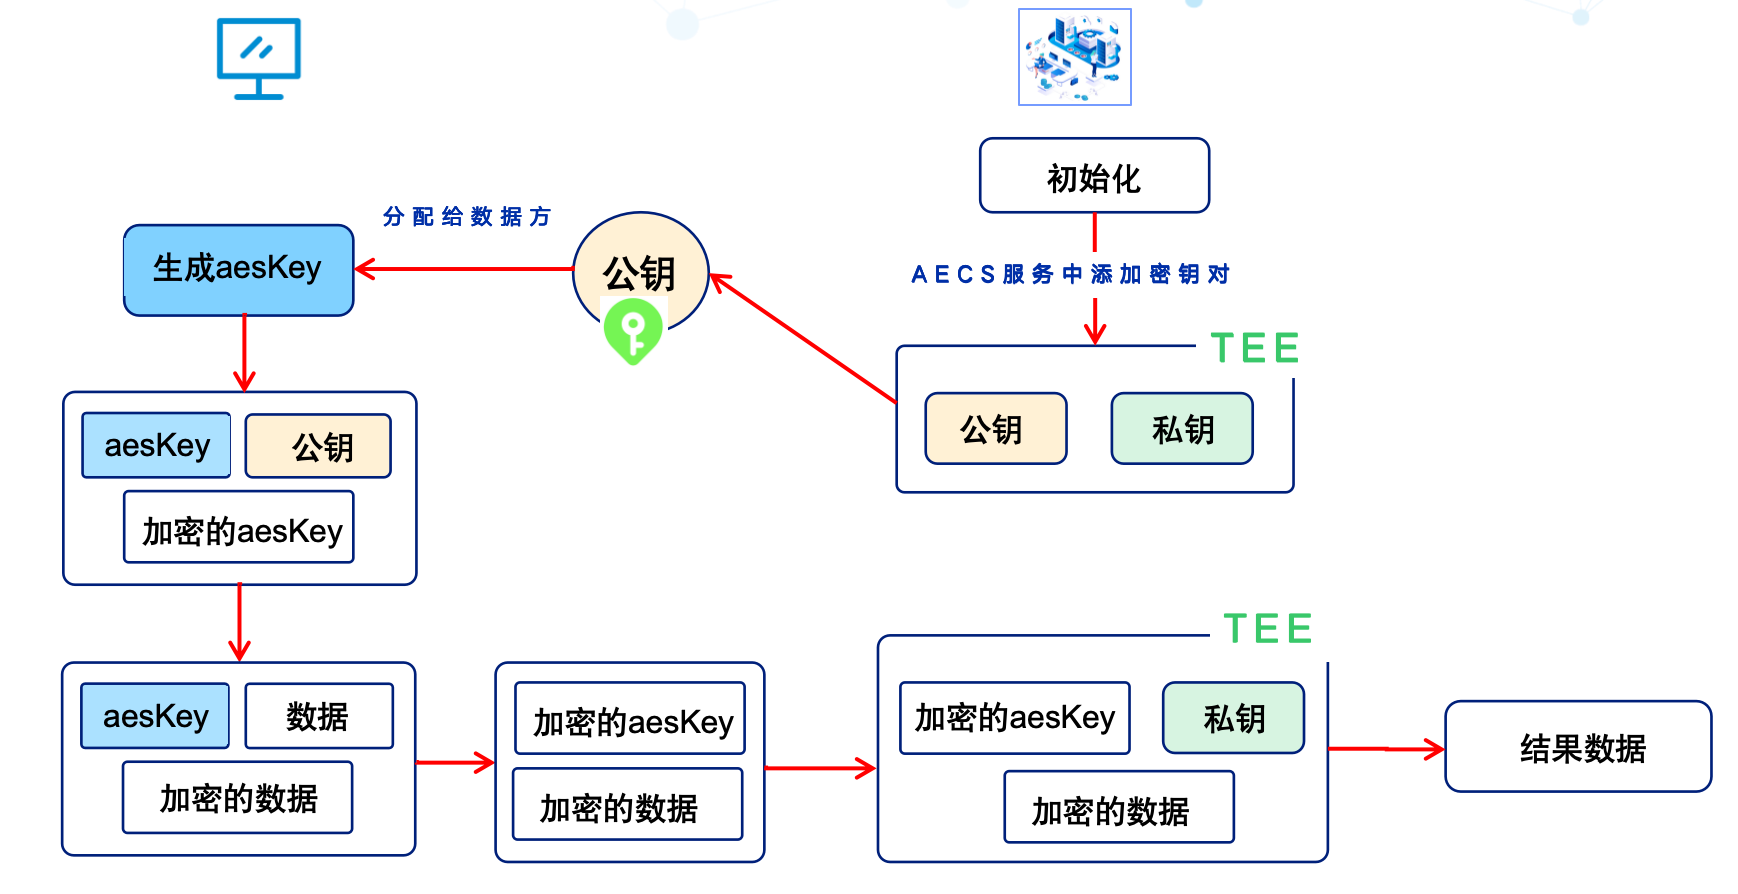 初始化
AECS服务中添加密钥对
TEE
公钥
私钥
公钥
分配给数据方
生成aesKey
aesKey
公钥
加密的aesKey
aesKey
数据
加密的数据
加密的aesKey
加密的数据
TEE
加密的aesKey
私钥
加密的数据
结果数据